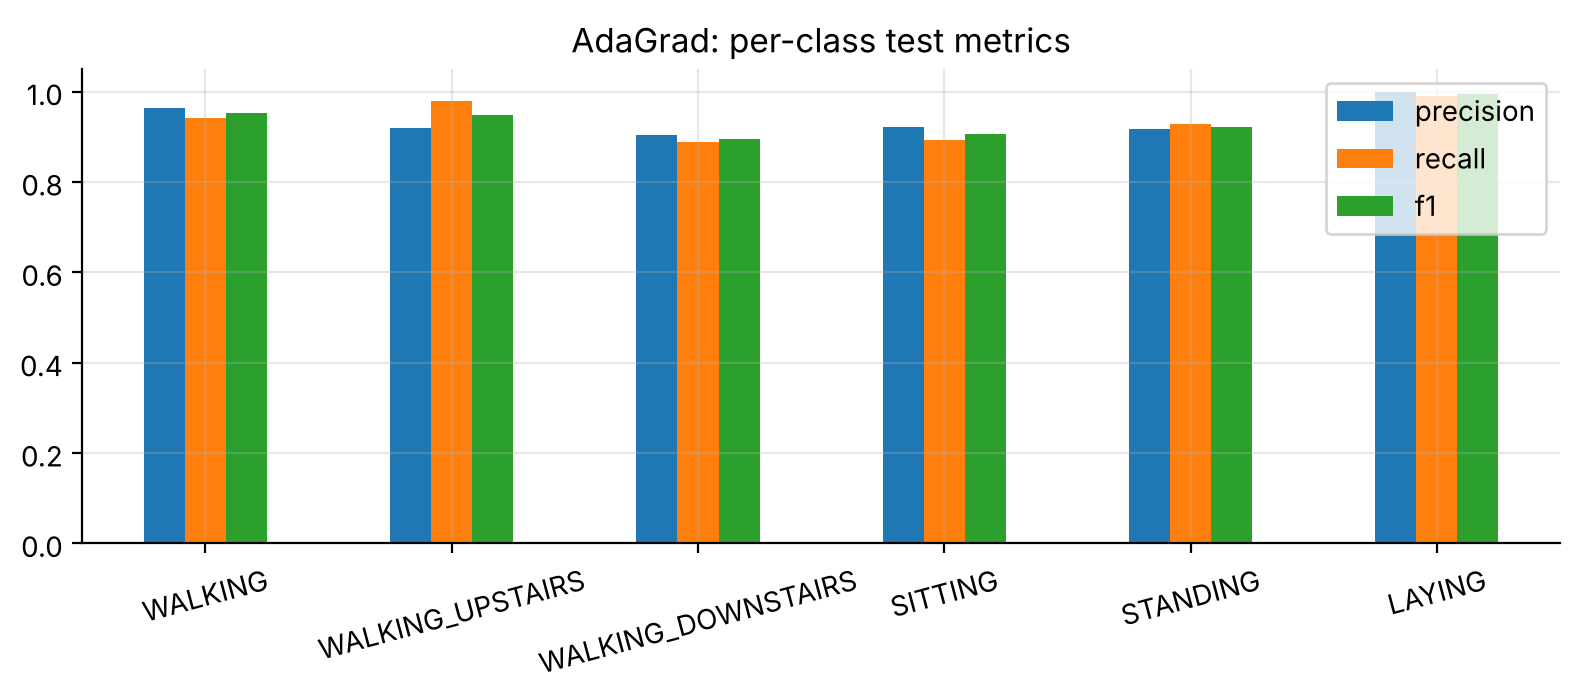 AdaGrad: per-class test metrics
1.0
0.8
0.6
0.4
0.2
0.0
precision
recall
f1
WALKING
WALKING_UPSTAIRS
WALKING_DOWNSTAIRS
SITTING
STANDING
LAYING